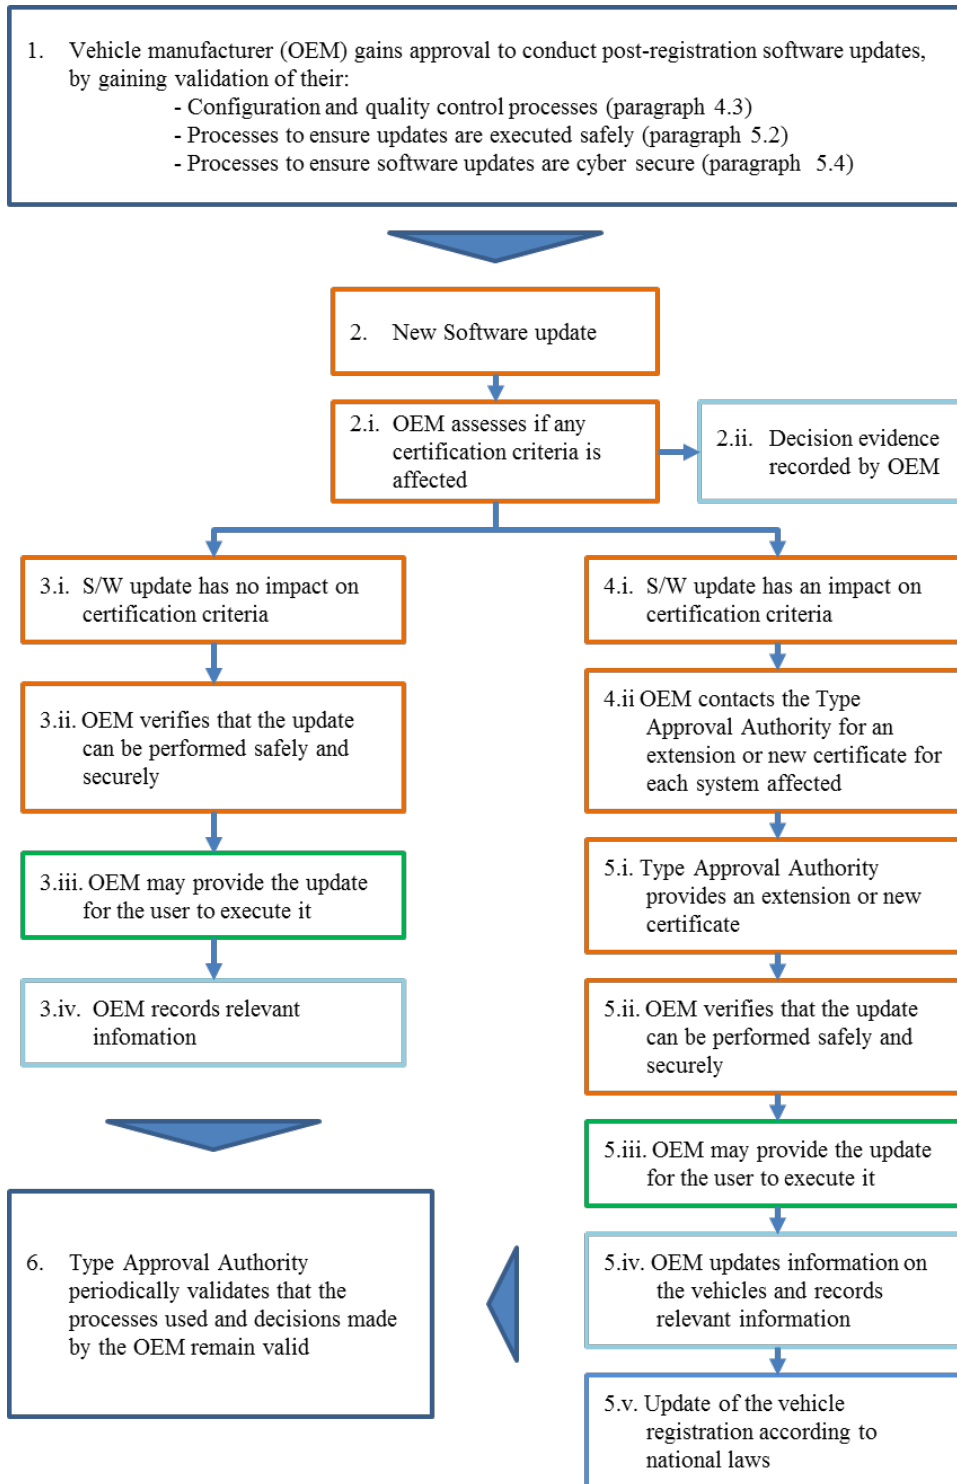 1. Vehicle manufacturer (OEM) gains approval to conduct post-registration software updates,
by gaining validation of their:
- Configuration and quality control processes (paragraph 4.3)
- Processes to ensure updates are executed safely (paragraph 5.2)
- Processes to ensure software updates are cyber secure (paragraph 5.4)
2. New Software update
2.i. OEM assesses if any
certification criteria is
affected
2.ii. Decision evidence
recorded by OEM
3.i. S/W update has no impact on
certification criteria
3.ii. OEM verifies that the update
can be performed safely and
securely
3.iii. OEM may provide the update
for the user to execute it
3.iv. OEM records relevant
infomation
4.i. S/W update has an impact on
certification criteria
4.ii OEM contacts the Type
Approval Authority for an
extension or new certificate for
each system affected
5.i. Type Approval Authority
provides an extension or new
certificate
5.ii. OEM verifies that the update
can be performed safely and
securely
5.iii. OEM may provide the update
for the user to execute it
5.iv. OEM updates information on
the vehicles and records
relevant information
5.v. Update of the vehicle
registration according to
national laws
6. Type Approval Authority
periodically validates that the
processes used and decisions made
by the OEM remain valid